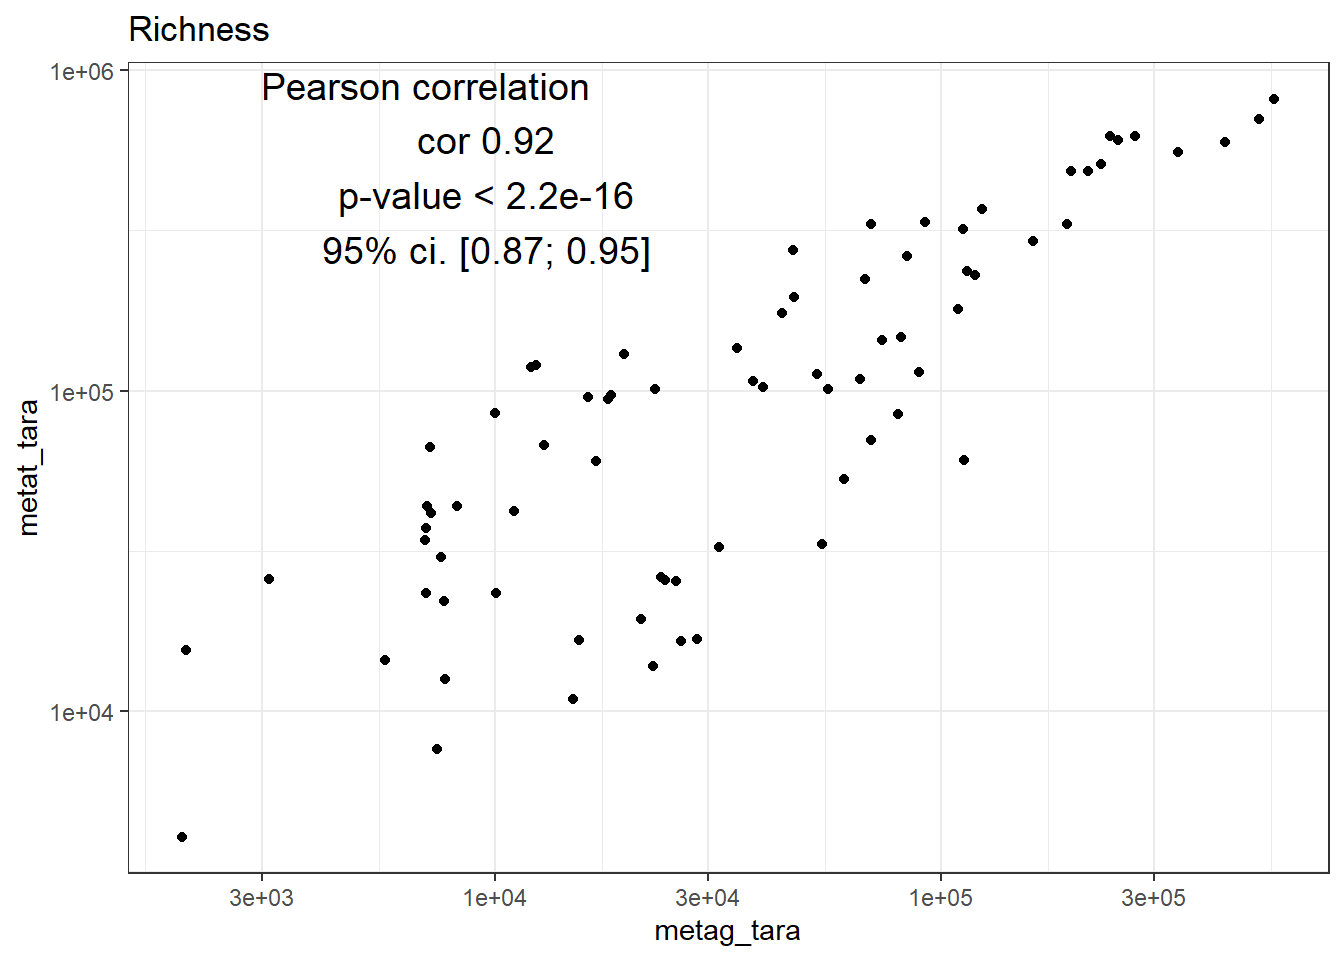 Richness
Pearson correlation
cor 0.92
p-value < 2.2e-16
95% ci. [0.87; 0.95]
1e+06
1e+05
1e+04
metat_tara
3e+03 1e+04 3e+04 1e+05 3e+05
metag_tara